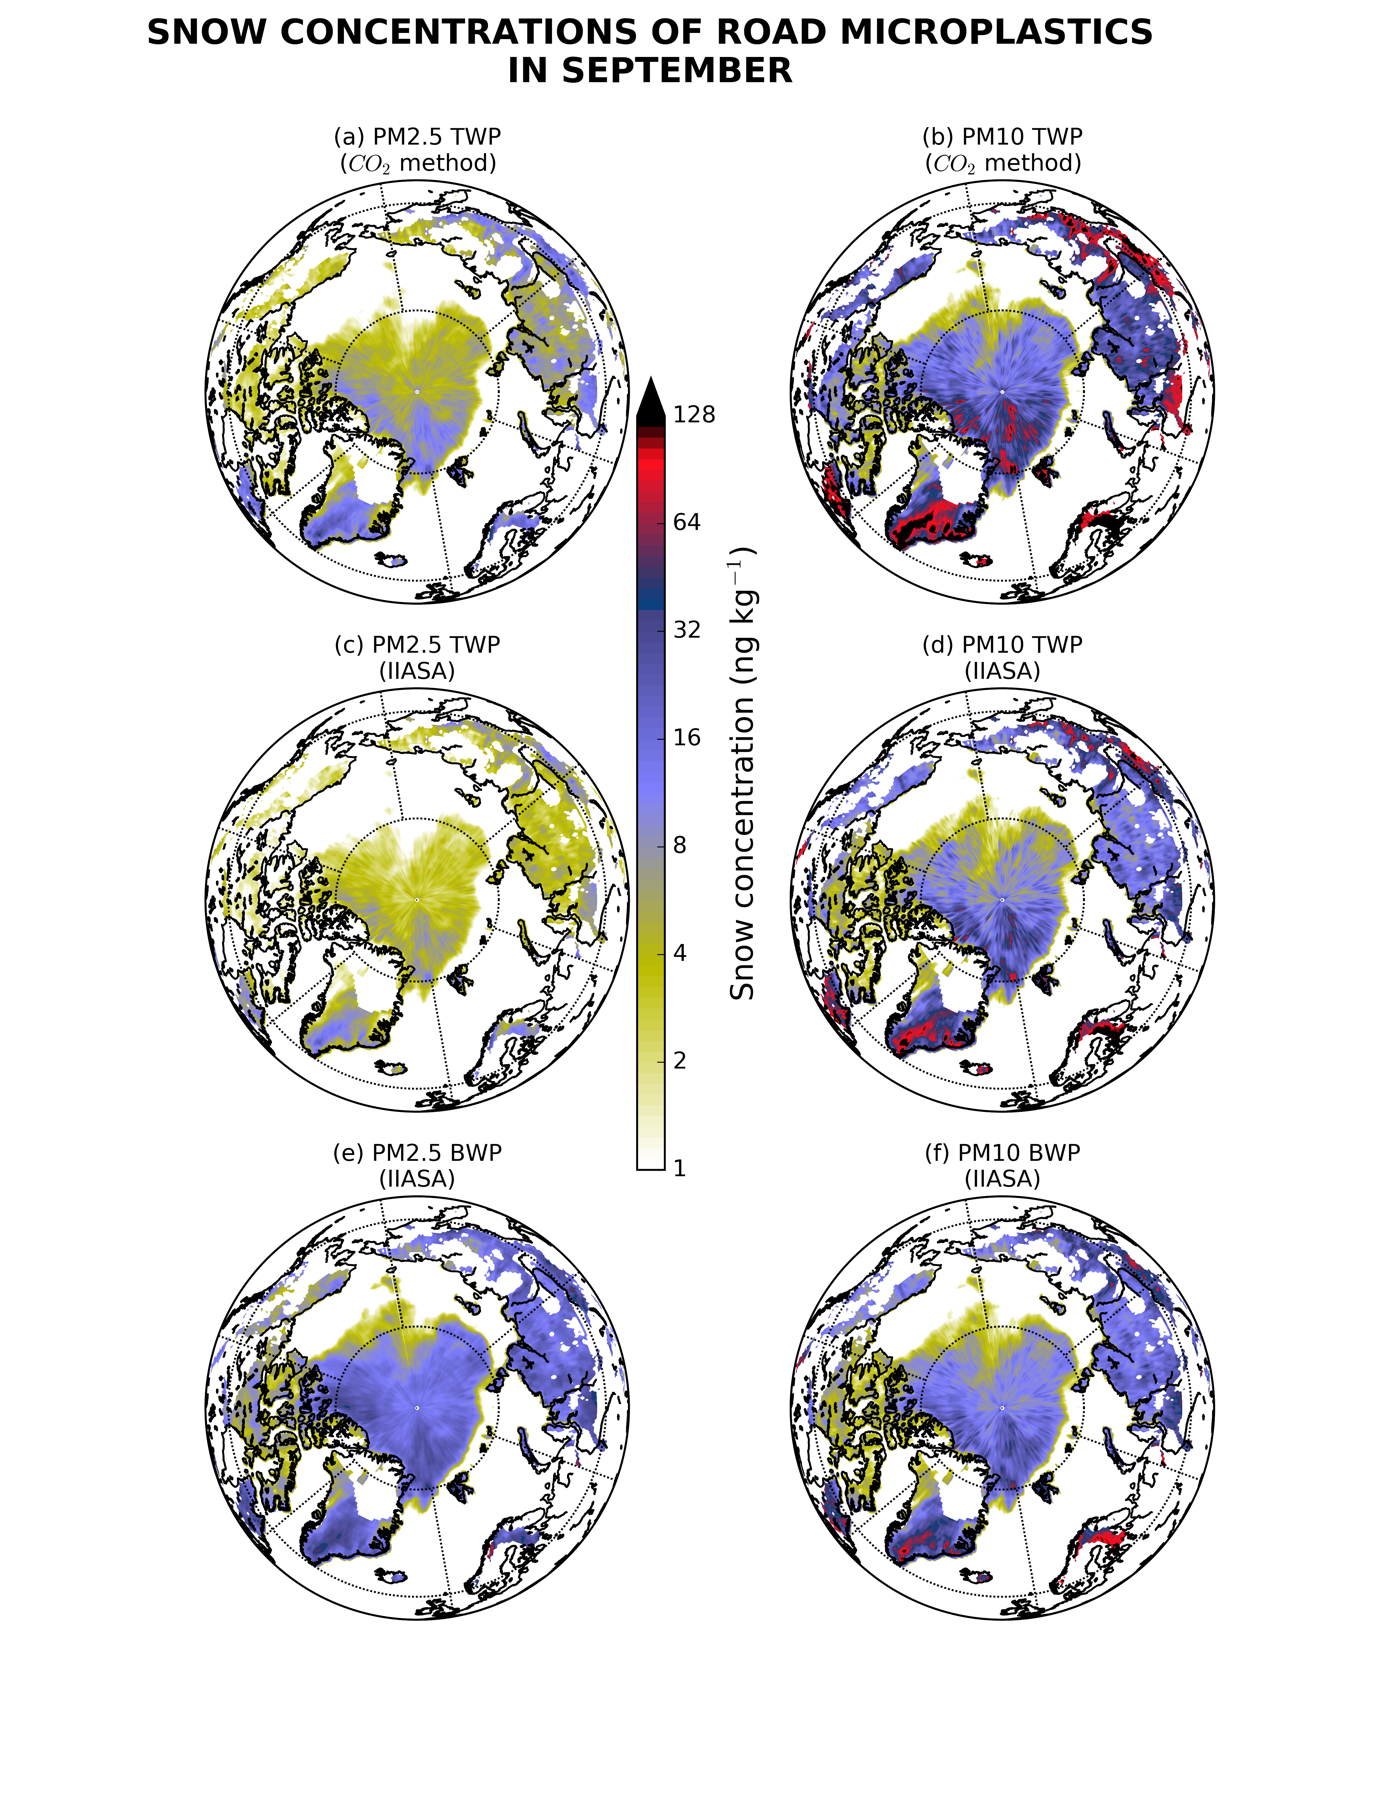 SNOW CONCENTRATIONS OF ROAD MICROPLASTICS
IN SEPTEMBER
(a) PM2.5 TWP
(CO₂ method)
(b) PM10 TWP
(CO₂ method)
128
64
32
16
8
4
2
1
Snow concentration (ng kg⁻¹)
(c) PM2.5 TWP
(IIASA)
(d) PM10 TWP
(IIASA)
(e) PM2.5 BWP
(IIASA)
(f) PM10 BWP
(IIASA)